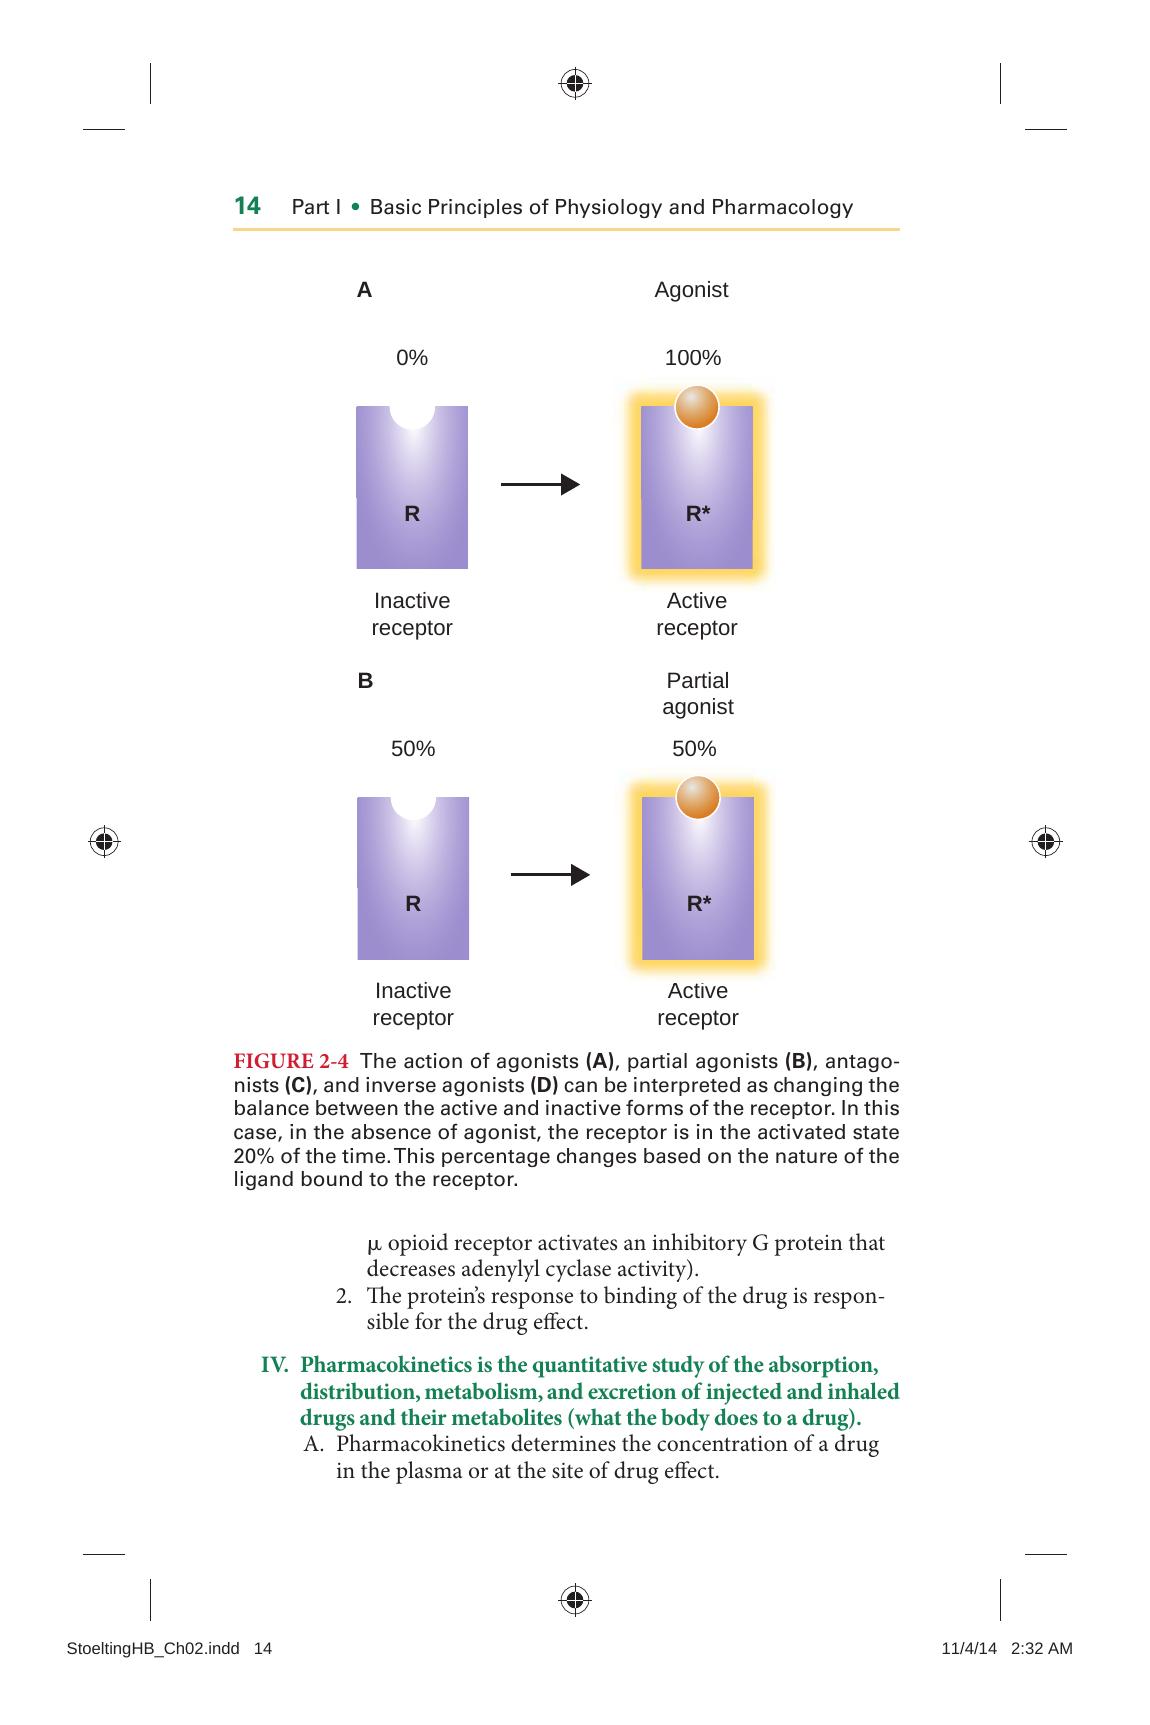 14 Part I • Basic Principles of Physiology and Pharmacology
A Agonist
0% 100%
R R*
Inactive Active
receptor receptor
B Partial
agonist
50% 50%
R R*
Inactive Active
receptor receptor
FIGURE 2-4 The action of agonists (A), partial agonists (B), antago-
nists (C), and inverse agonists (D) can be interpreted as changing the
balance between the active and inactive forms of the receptor. In this
case, in the absence of agonist, the receptor is in the activated state
20% of the time. This percentage changes based on the nature of the
ligand bound to the receptor.
μ opioid receptor activates an inhibitory G protein that
decreases adenylyl cyclase activity).
2. The protein’s response to binding of the drug is respon-
sible for the drug effect.
IV. Pharmacokinetics is the quantitative study of the absorption,
distribution, metabolism, and excretion of injected and inhaled
drugs and their metabolites (what the body does to a drug).
A. Pharmacokinetics determines the concentration of a drug
in the plasma or at the site of drug effect.
StoeltingHB_Ch02.indd 14 11/4/14 2:32 AM